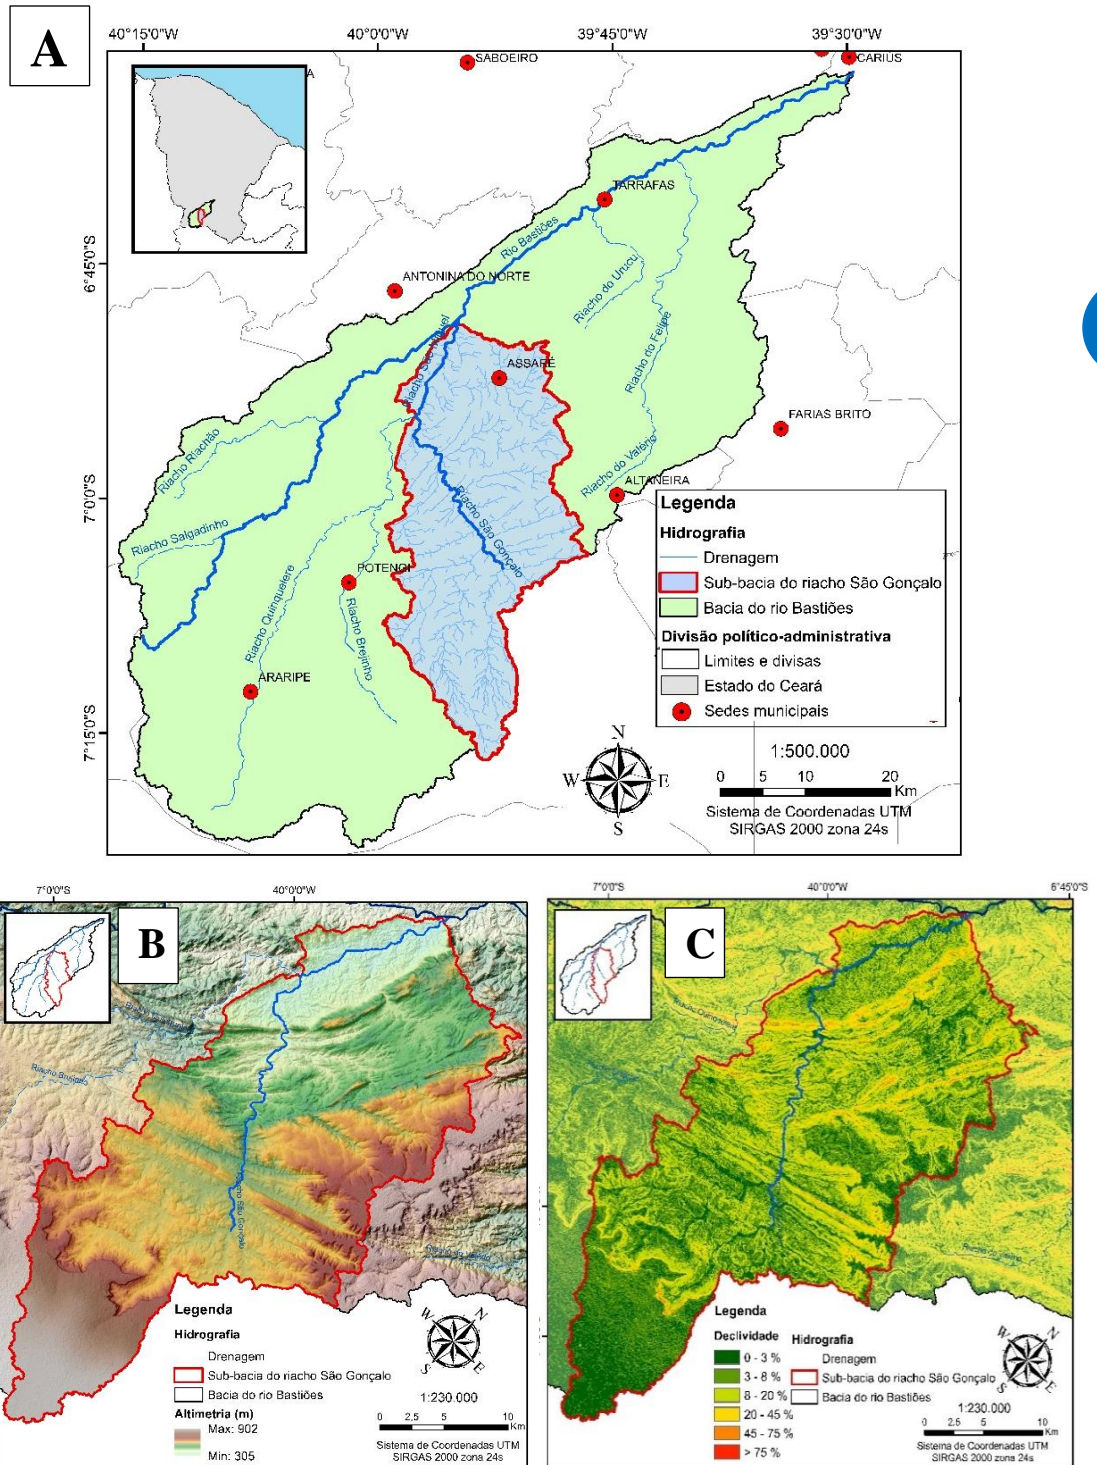 A
40°15'0"W
40°0'0"W
39°45'0"W
39°30'0"W
SABOEIRO
CARIÚS
A
TARRAFAS
Rio Bastiões
6°45'0"S
ANTONINA DO NORTE
Riacho do Urucu
Riacho São Miguel
Riacho do Felipe
ASSARÉ
FARIAS BRITO
Riacho Riachão
Riacho do Valério
ALTANEIRA
7°0'0"S
Riacho São Gonçalo
Riacho Salgadinho
POTENGI
Riacho Quinquelere
Riacho Brejinho
ARARIPE
7°15'0"S
Legenda
Hidrografia
Drenagem
Sub-bacia do riacho São Gonçalo
Bacia do rio Bastiões
Divisão político-administrativa
Limites e divisas
Estado do Ceará
Sedes municipais
N
W
E
S
1:500.000
0 5 10 20
Km
Sistema de Coordenadas UTM
SIRGAS 2000 zona 24s
7°0'0"S
40°0'0"W
B
Riacho São Gonçalo
Legenda
Hidrografia
Drenagem
Sub-bacia do riacho São Gonçalo
Bacia do rio Bastiões
Altimetria (m)
Max: 902
Min: 305
W
N
S
E
1:230.000
0 2,5 5 10
Km
Sistema de Coordenadas UTM
SIRGAS 2000 zona 24s
7°0'0"S
40°0'0"W
6°45'0"S
C
Legenda
Declividade
0 - 3 %
3 - 8 %
8 - 20 %
20 - 45 %
45 - 75 %
> 75 %
Hidrografia
Drenagem
Sub-bacia do riacho São Gonçalo
Bacia do rio Bastiões
W
N
S
E
1:230.000
0 2,5 5 10
Km
Sistema de Coordenadas UTM
SIRGAS 2000 zona 24s